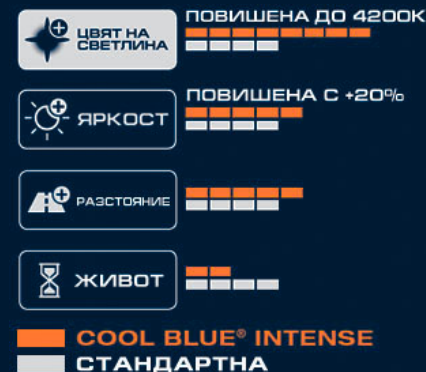 ПОВИШЕНА ДО 4200K
ЦВЯТ НА
СВЕТЛИНА
ПОВИШЕНА С +20%
ЯРКОСТ
РАЗСТОЯНИЕ
ЖИВОТ
COOL BLUE® INTENSE
СТАНДАРТНА